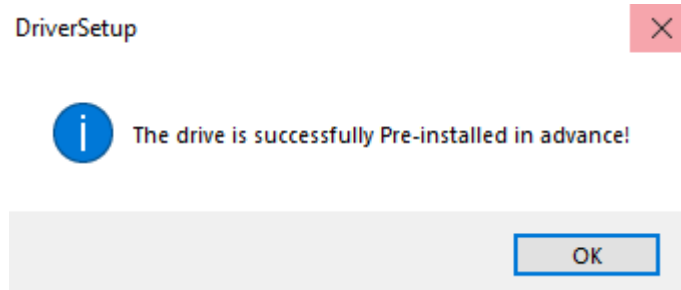 DriverSetup
The drive is successfully Pre-installed in advance!
OK